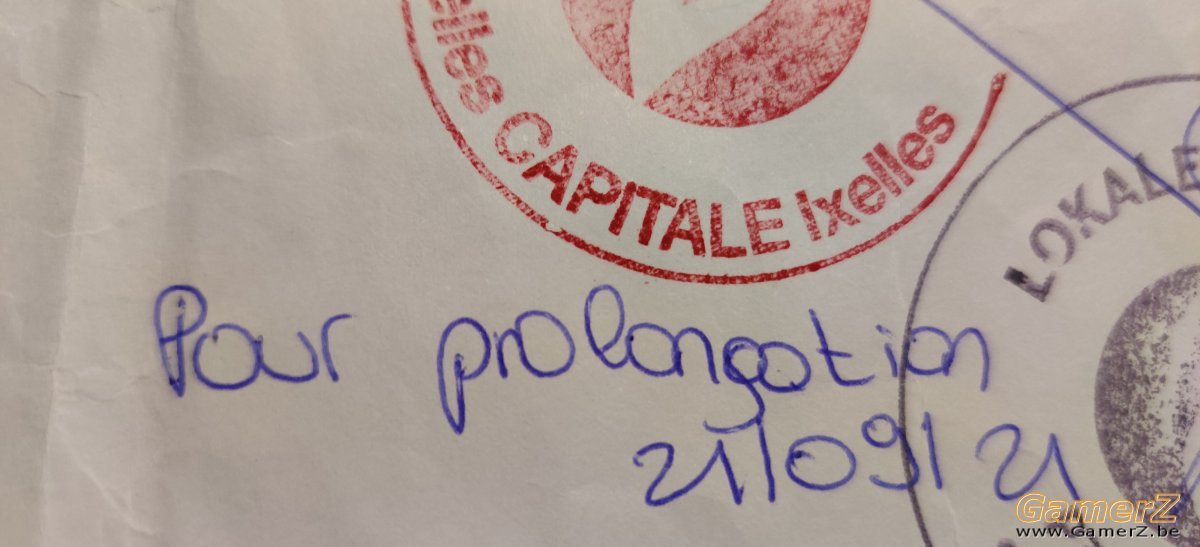 elles CAPITALE Ixelles
LOKALE
Pour prolongation
21/09/21
GamerZ
www.GamerZ.be